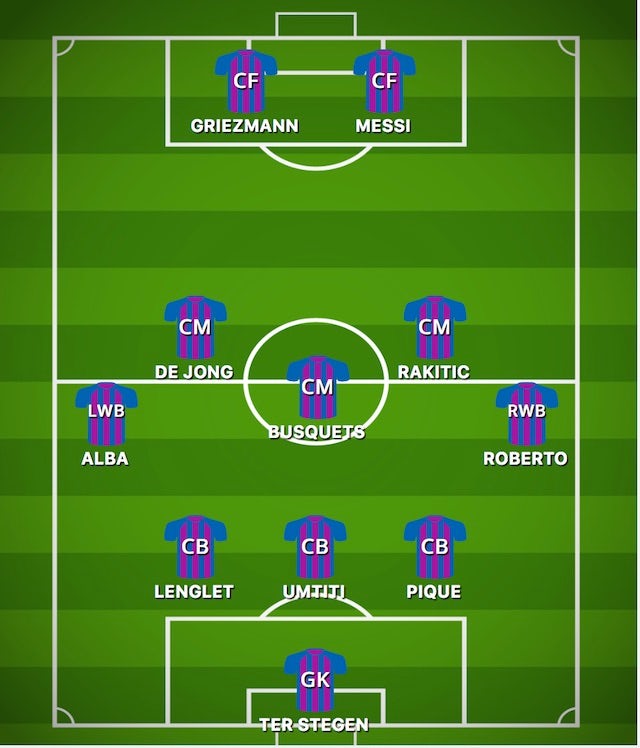 CF CF
GRIEZMANN MESSI
CM CM
DE JONG RAKITIC
CM
BUSQUETS
LWB RWB
ALBA ROBERTO
CB CB CB
LENGLET UMTITI PIQUE
GK
TER STEGEN